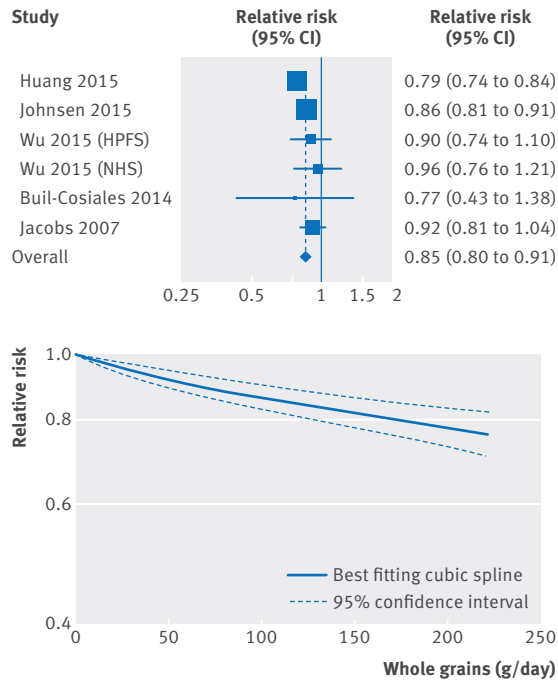 Study Relative risk (95% CI) Relative risk (95% CI)
Huang 2015 0.79 (0.74 to 0.84)
Johnsen 2015 0.86 (0.81 to 0.91)
Wu 2015 (HPFS) 0.90 (0.74 to 1.10)
Wu 2015 (NHS) 0.96 (0.76 to 1.21)
Buil-Cosiales 2014 0.77 (0.43 to 1.38)
Jacobs 2007 0.92 (0.81 to 1.04)
Overall 0.85 (0.80 to 0.91)
0.25 0.5 1 1.5 2
Relative risk
1.0
0.8
0.6
0.4
Best fitting cubic spline
95% confidence interval
0 50 100 150 200 250
Whole grains (g/day)